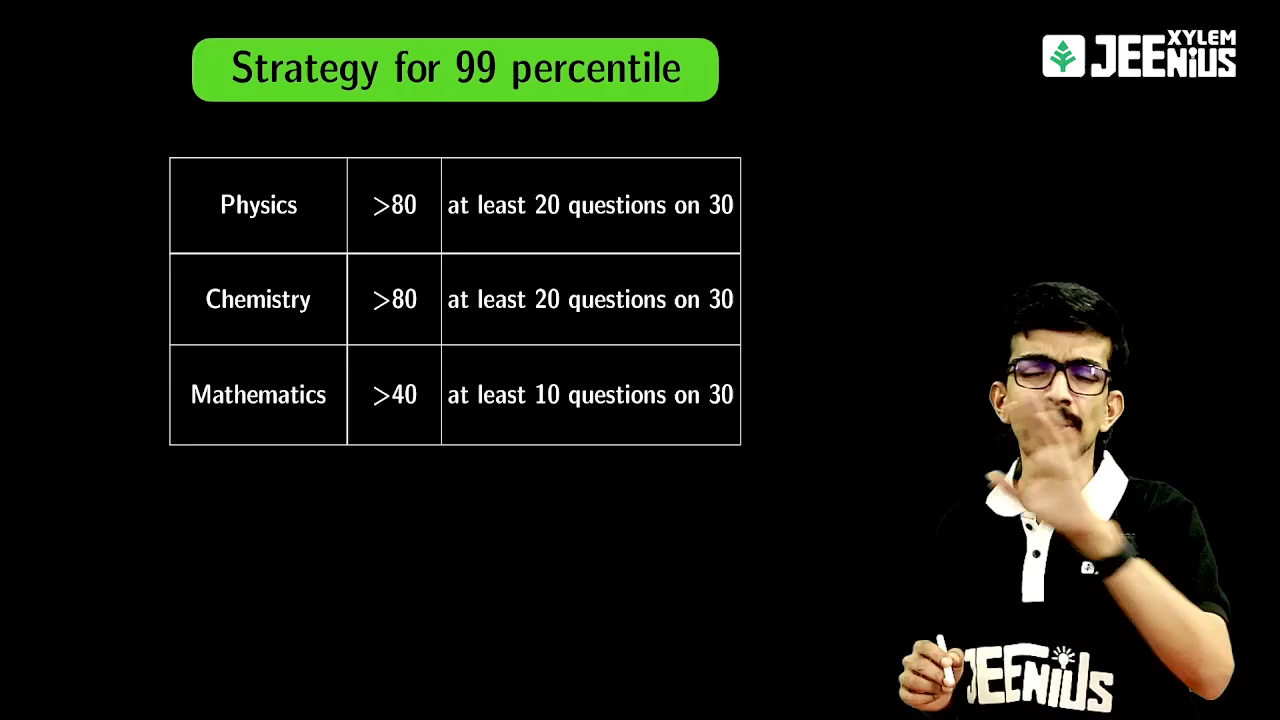 Strategy for 99 percentile
XYLEM
JEENIUS
Physics >80 at least 20 questions on 30
Chemistry >80 at least 20 questions on 30
Mathematics >40 at least 10 questions on 30
JEENIUS